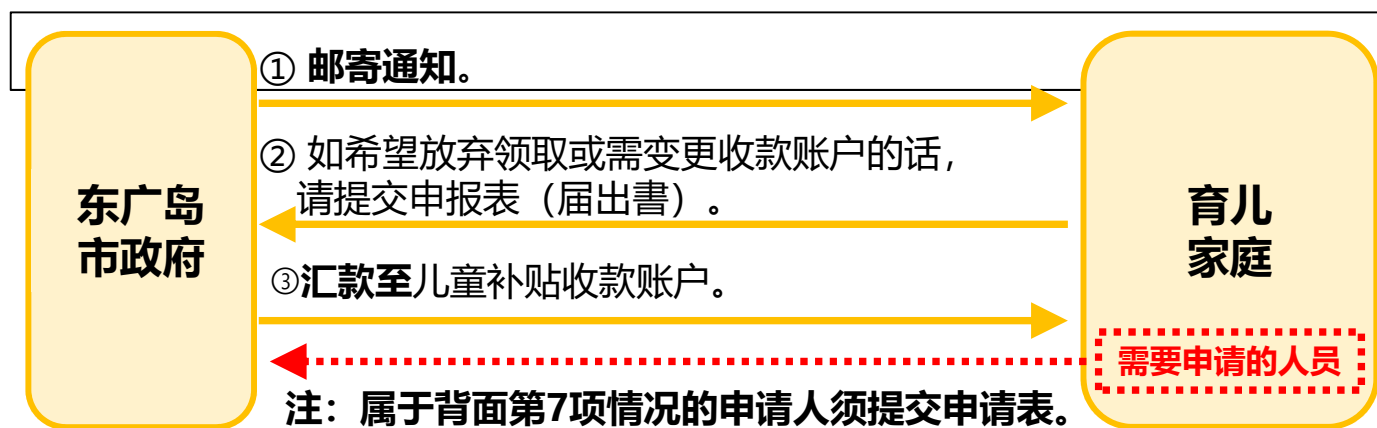 ① 邮寄通知。
② 如希望放弃领取或需变更收款账户的话，
请提交申报表（届出書）。
东广岛
市政府
育儿
家庭
③汇款至儿童补贴收款账户。
需要申请的人员
注：属于背面第7项情况的申请人须提交申请表。